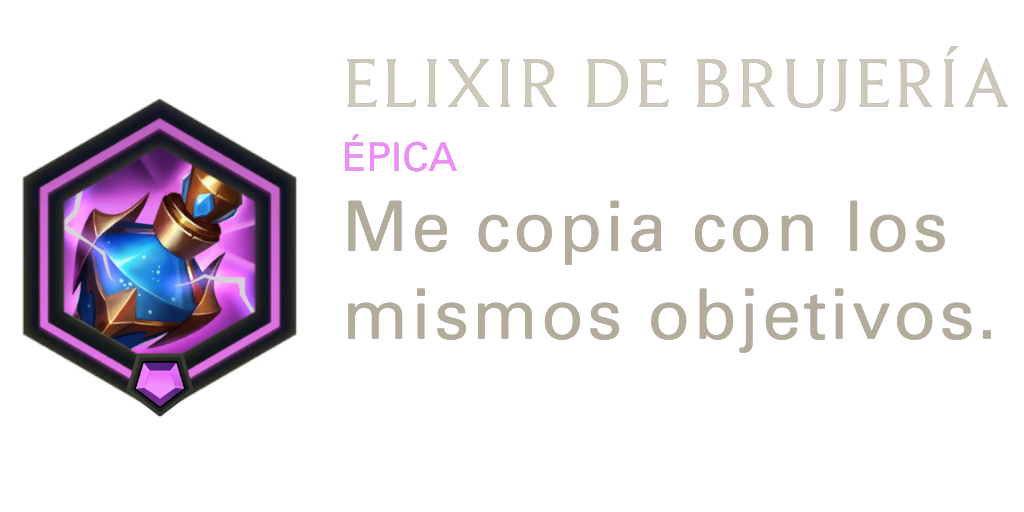 ELIXIR DE BRUJERÍA
ÉPICA
Me copia con los
mismos objetivos.